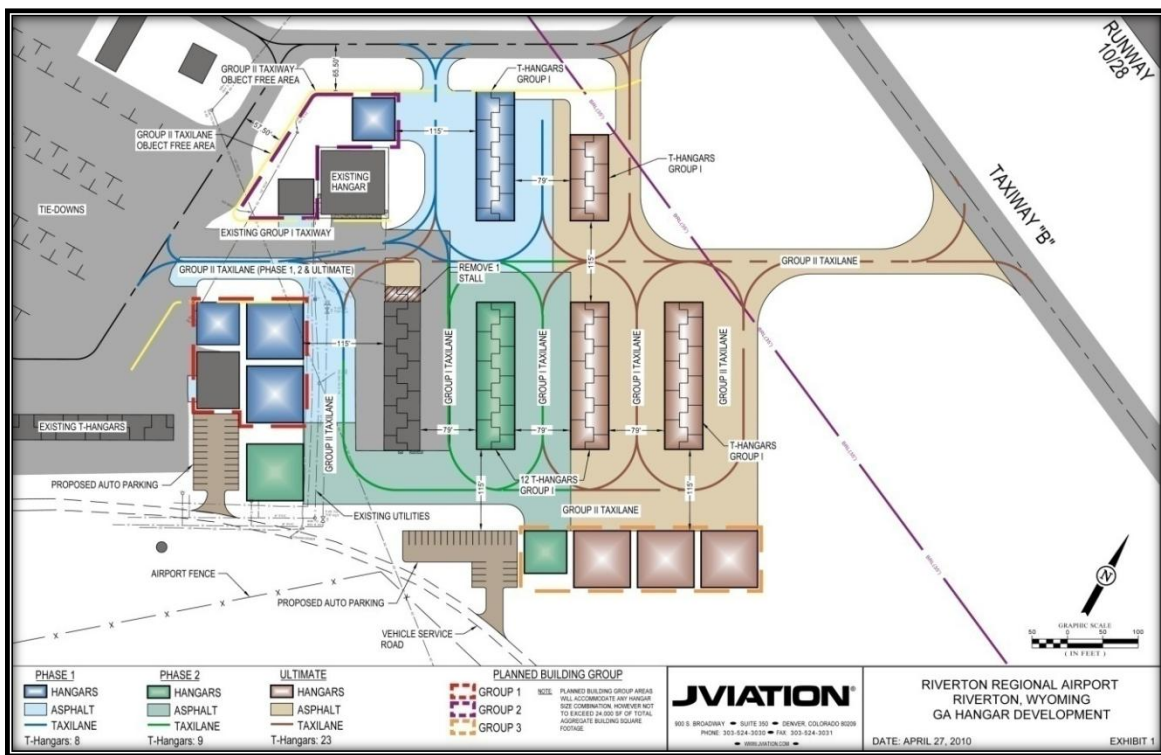 RUNWAY
10/28
TAXIWAY "B"
GROUP II TAXIWAY
OBJECT FREE AREA
65.50'
T-HANGARS
GROUP I
57.50'
GROUP II TAXILANE
OBJECT FREE AREA
115'
T-HANGARS
GROUP I
EXISTING
HANGAR
79'
TIE-DOWNS
EXISTING GROUP I TAXIWAY
115'
GROUP II TAXILANE (PHASE 1, 2 & ULTIMATE)
REMOVE 1
STALL
GROUP II TAXILANE
115'
GROUP I TAXILANE
GROUP I TAXILANE
GROUP I TAXILANE
GROUP II TAXILANE
GROUP II TAXILANE
EXISTING T-HANGARS
79'
79'
79'
T-HANGARS
GROUP I
PROPOSED AUTO PARKING
12 T-HANGARS
GROUP I
115'
115'
EXISTING UTILITIES
GROUP II TAXILANE
AIRPORT FENCE
PROPOSED AUTO PARKING
VEHICLE SERVICE
ROAD
N
GRAPHIC SCALE
50 0 50 100
( IN FEET )
PHASE 1
HANGARS
ASPHALT
TAXILANE
T-Hangars: 8
PHASE 2
HANGARS
ASPHALT
TAXILANE
T-Hangars: 9
ULTIMATE
HANGARS
ASPHALT
TAXILANE
T-Hangars: 23
PLANNED BUILDING GROUP
GROUP 1
GROUP 2
GROUP 3
NOTE: PLANNED BUILDING GROUP AREAS
WILL ACCOMMODATE ANY HANGAR
SIZE COMBINATION, HOWEVER NOT
TO EXCEED 24,000 SF OF TOTAL
AGGREGATE BUILDING SQUARE
FOOTAGE.
JVIATION®
900 S. BROADWAY • SUITE 350 • DENVER, COLORADO 80209
PHONE: 303-524-3030 • FAX: 303-524-3031
• WWW.JVIATION.COM •
RIVERTON REGIONAL AIRPORT
RIVERTON, WYOMING
GA HANGAR DEVELOPMENT
DATE: APRIL 27, 2010
EXHIBIT 1